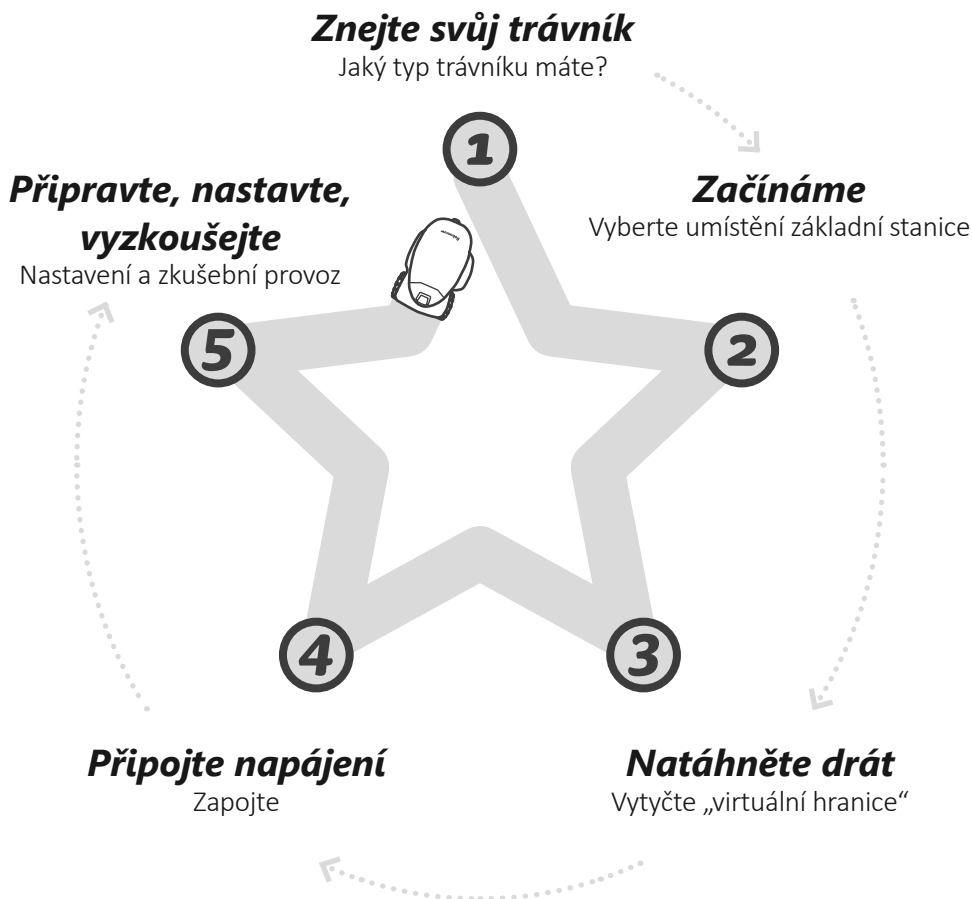 Znejte svůj trávník
Jaký typ trávníku máte?
1
Začínáme
Vyberte umístění základní stanice
2
Natáhněte drát
Vytyčte „virtuální hranice“
3
Připojte napájení
Zapojte
4
Připravte, nastavte,
vyzkoušejte
Nastavení a zkušební provoz
5